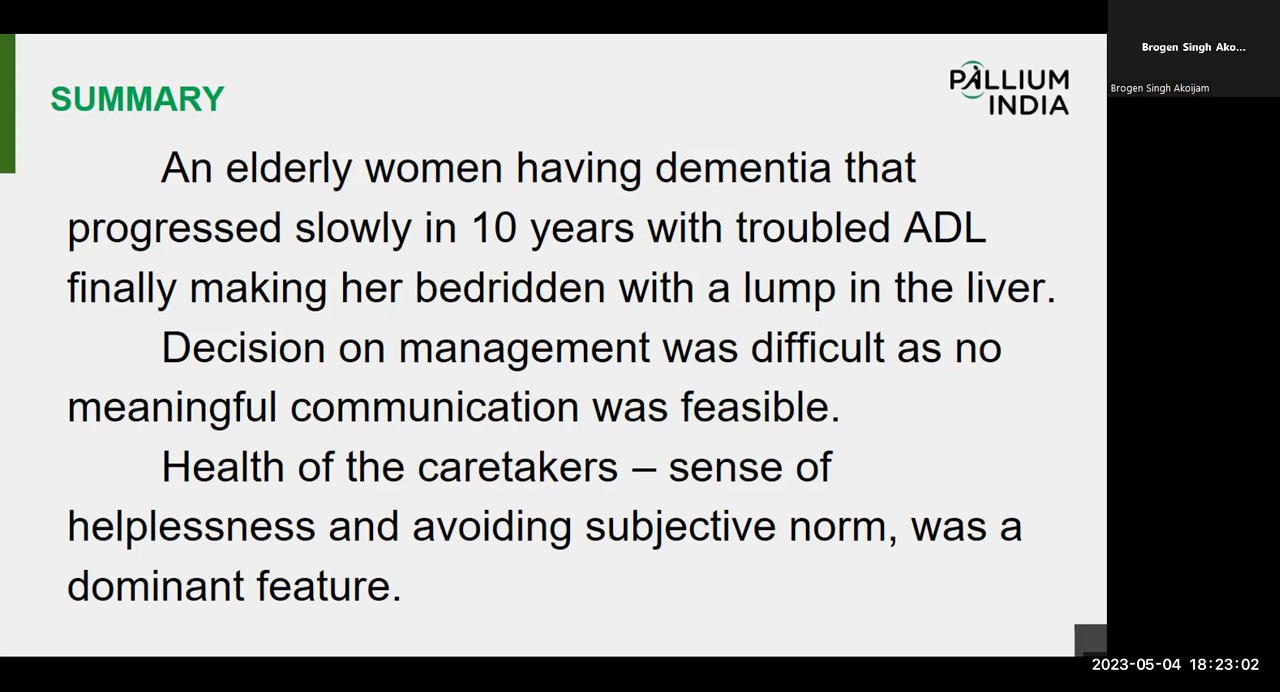 SUMMARY
PALLIUM
INDIA
An elderly women having dementia that
progressed slowly in 10 years with troubled ADL
finally making her bedridden with a lump in the liver.
Decision on management was difficult as no
meaningful communication was feasible.
Health of the caretakers – sense of
helplessness and avoiding subjective norm, was a
dominant feature.
Brogen Singh Ako...
Brogen Singh Akoijam
2023-05-04 18:23:02